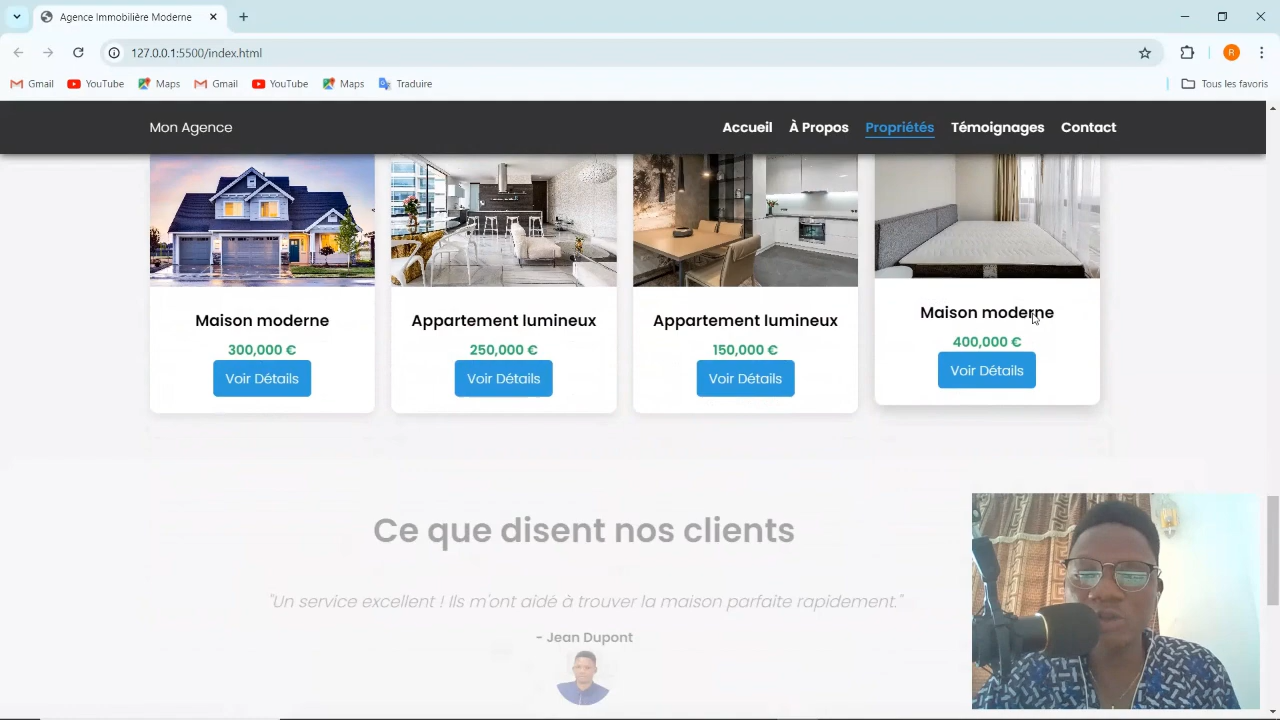 Agence Immobilière Moderne
127.0.0.1:5500/index.html
R
Gmail YouTube Maps Gmail YouTube Maps Traduire Tous les favoris
Mon Agence Accueil À Propos Propriétés Témoignages Contact
Maison moderne Appartement lumineux Appartement lumineux Maison moderne
300,000 € 250,000 € 150,000 € 400,000 €
Voir Détails Voir Détails Voir Détails Voir Détails
Ce que disent nos clients
"Un service excellent ! Ils m'ont aidé à trouver la maison parfaite rapidement."
- Jean Dupont